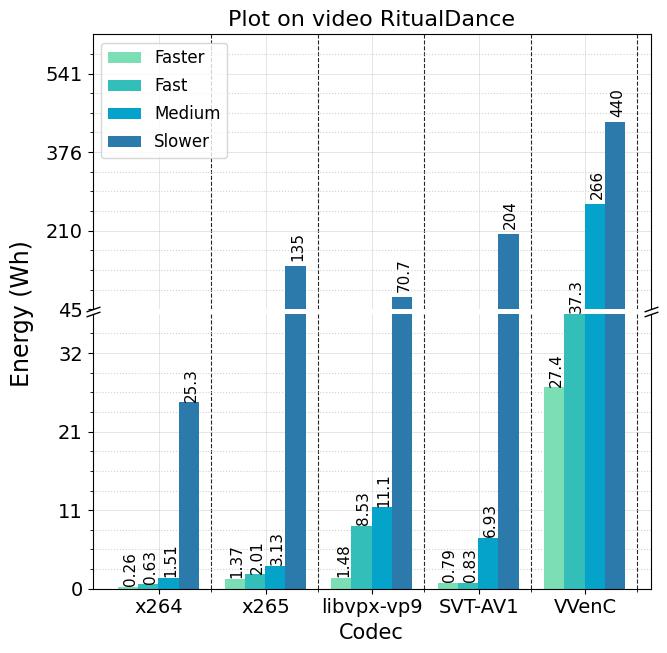 Plot on video RitualDance
Faster
Fast
Medium
Slower
541
376
210
45
32
21
11
0
Energy (Wh)
0.26
0.63
1.51
25.3
1.37
2.01
3.13
135
1.48
8.53
11.1
70.7
0.79
0.83
6.93
204
27.4
37.3
266
440
x264
x265
libvpx-vp9
SVT-AV1
VVenC
Codec